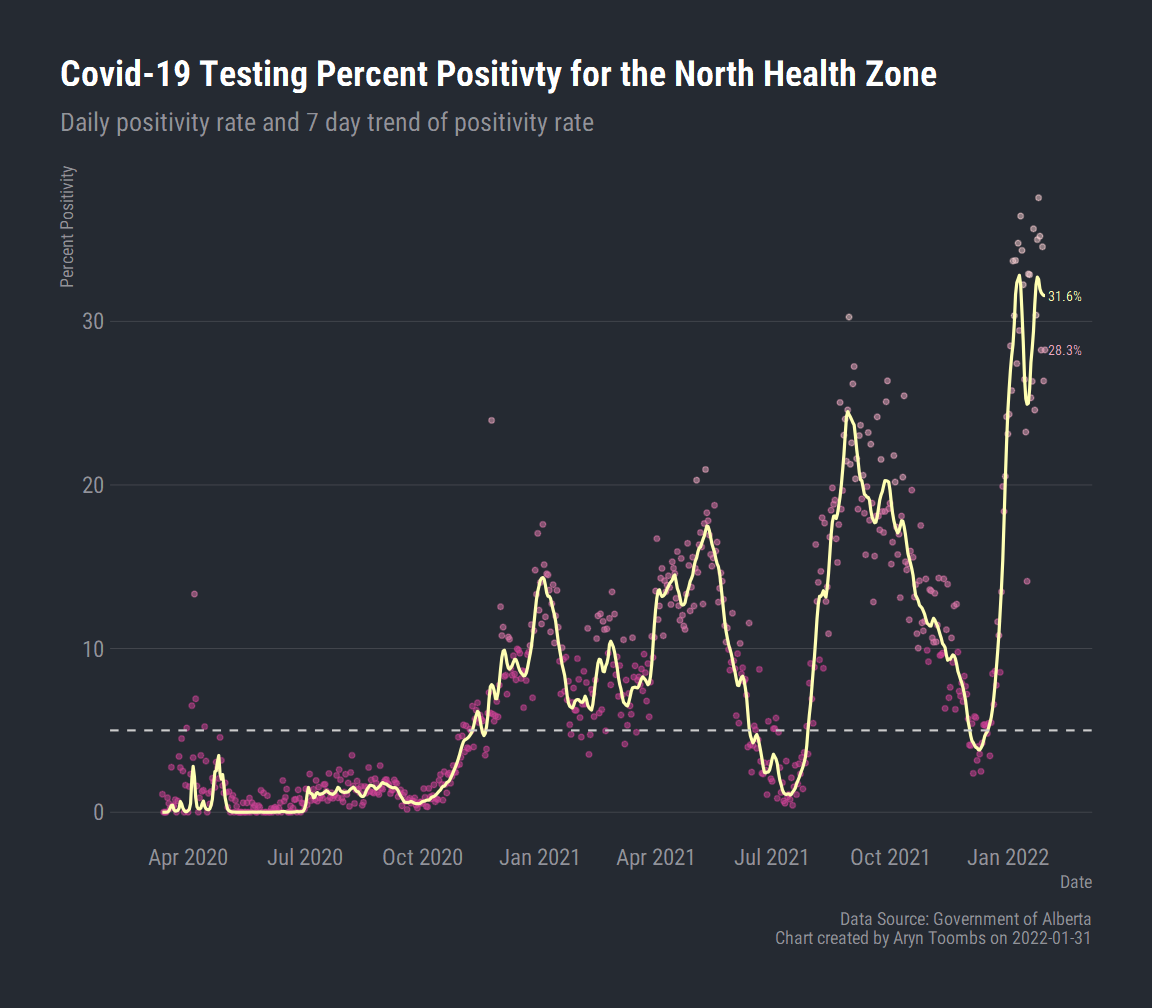 Covid-19 Testing Percent Positivty for the North Health Zone
Daily positivity rate and 7 day trend of positivity rate
Percent Positivity
31.6%
30
28.3%
20
10
0
Apr 2020 Jul 2020 Oct 2020 Jan 2021 Apr 2021 Jul 2021 Oct 2021 Jan 2022
Date
Data Source: Government of Alberta
Chart created by Aryn Toombs on 2022-01-31